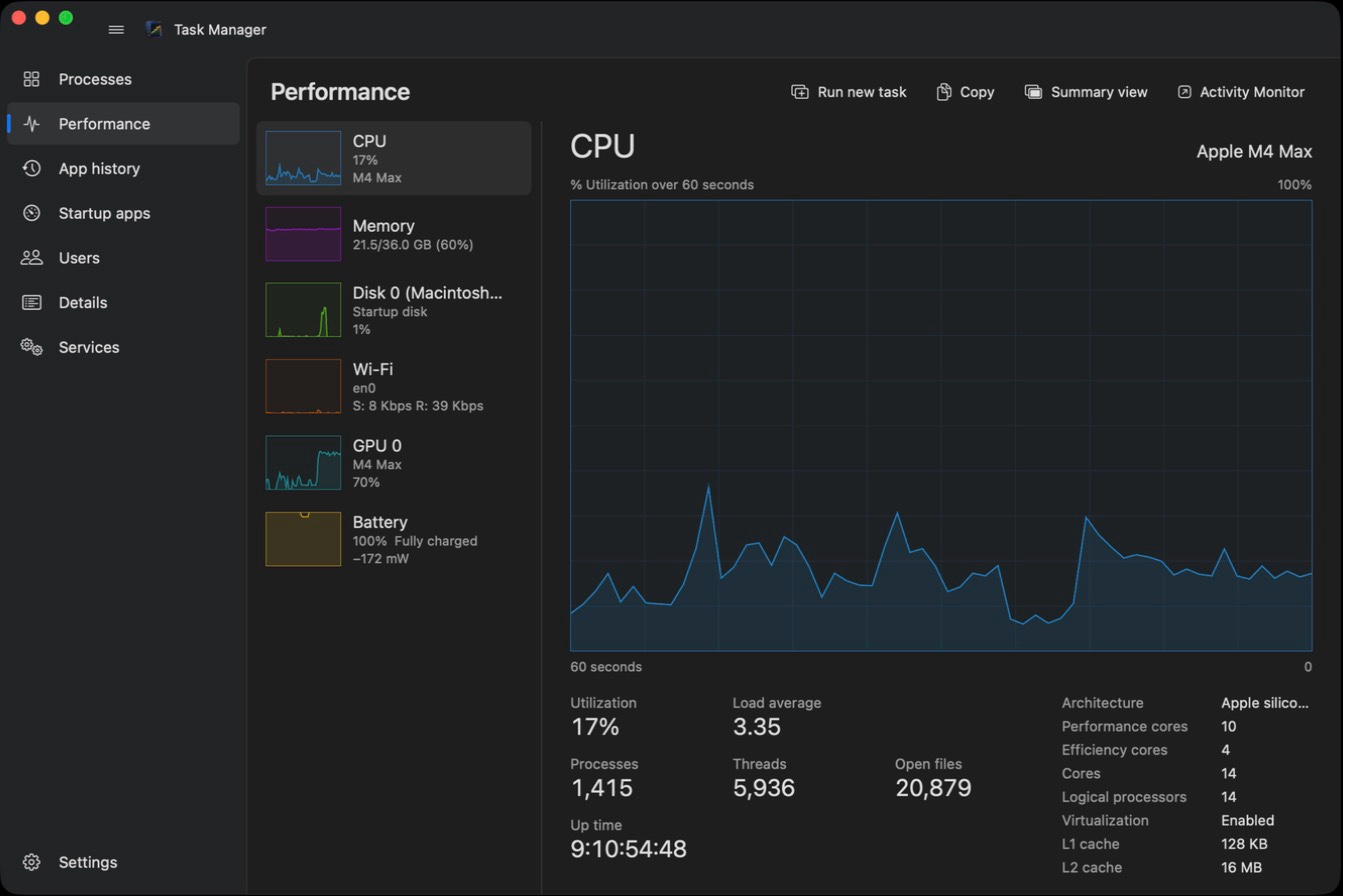 Task Manager
Processes
Performance
App history
Startup apps
Users
Details
Services
Settings
Performance
Run new task
Copy
Summary view
Activity Monitor
CPU
17%
M4 Max
Memory
21.5/36.0 GB (60%)
Disk 0 (Macintosh...
Startup disk
1%
Wi-Fi
en0
S: 8 Kbps R: 39 Kbps
GPU 0
M4 Max
70%
Battery
100% Fully charged
−172 mW
CPU
Apple M4 Max
% Utilization over 60 seconds
100%
60 seconds
0
Utilization
17%
Load average
3.35
Processes
1,415
Threads
5,936
Open files
20,879
Up time
9:10:54:48
Architecture Apple silico...
Performance cores 10
Efficiency cores 4
Cores 14
Logical processors 14
Virtualization Enabled
L1 cache 128 KB
L2 cache 16 MB